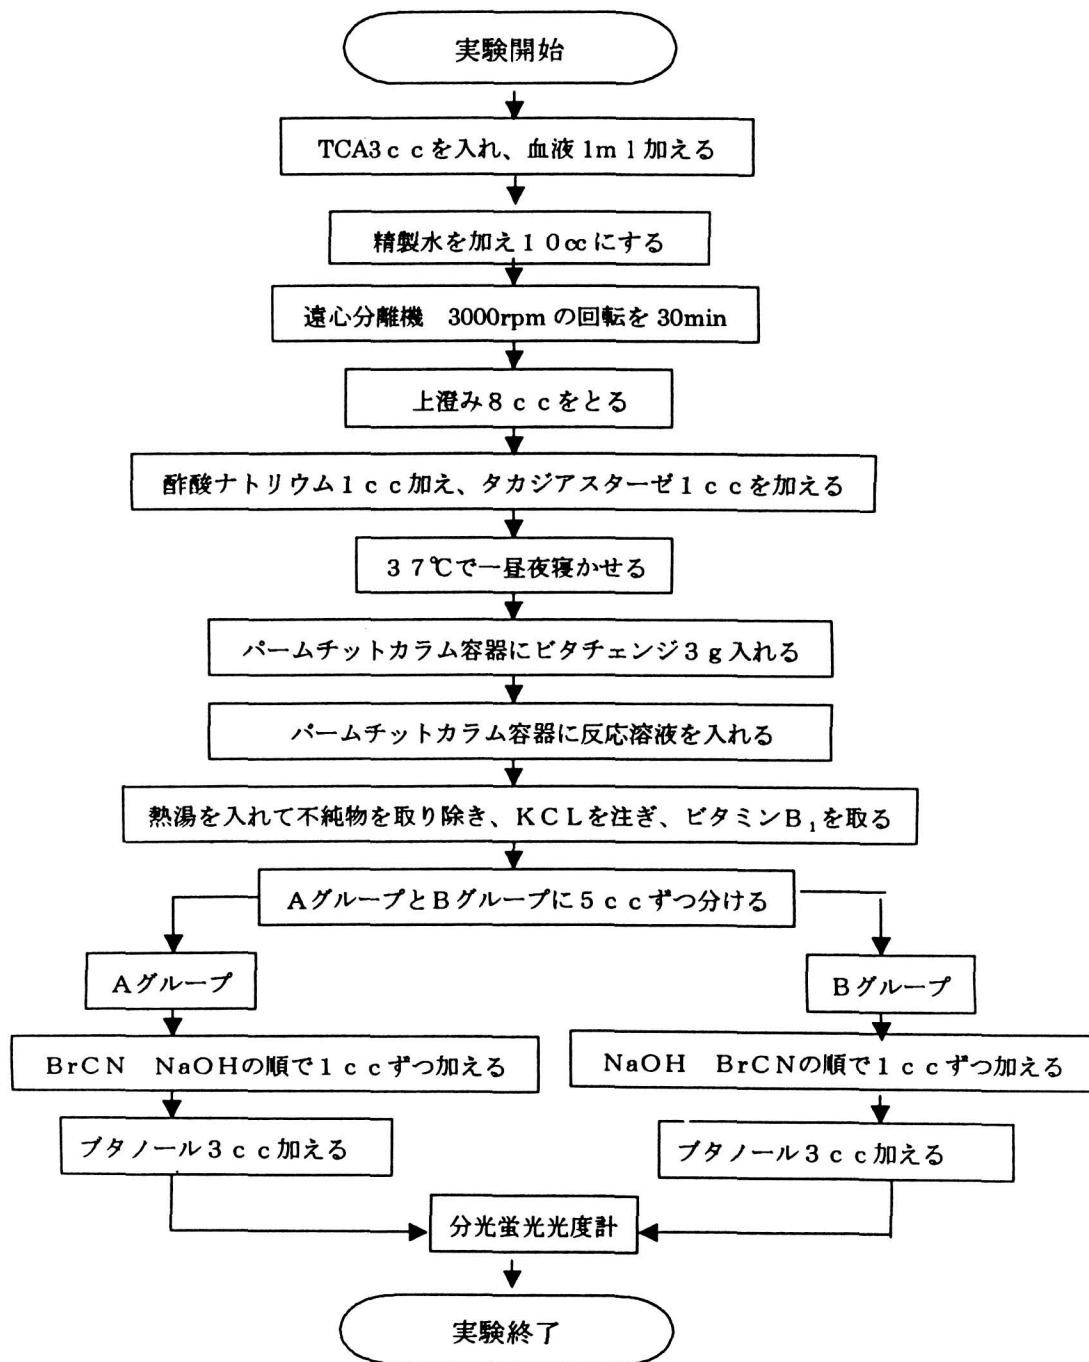 実験開始
TCA3ccを入れ、血液1ml加える
精製水を加え10ccにする
遠心分離機　3000rpmの回転を30min
上澄み8ccをとる
酢酸ナトリウム1cc加え、タカジアスターゼ1ccを加える
37℃で一昼夜寝かせる
パームチットカラム容器にビタチェンジ3g入れる
パームチットカラム容器に反応溶液を入れる
熱湯を入れて不純物を取り除き、KCLを注ぎ、ビタミンB₁を取る
AグループとBグループに5ccずつ分ける
Aグループ
Bグループ
BrCN　NaOHの順で1ccずつ加える
NaOH　BrCNの順で1ccずつ加える
ブタノール3cc加える
ブタノール3cc加える
分光蛍光光度計
実験終了